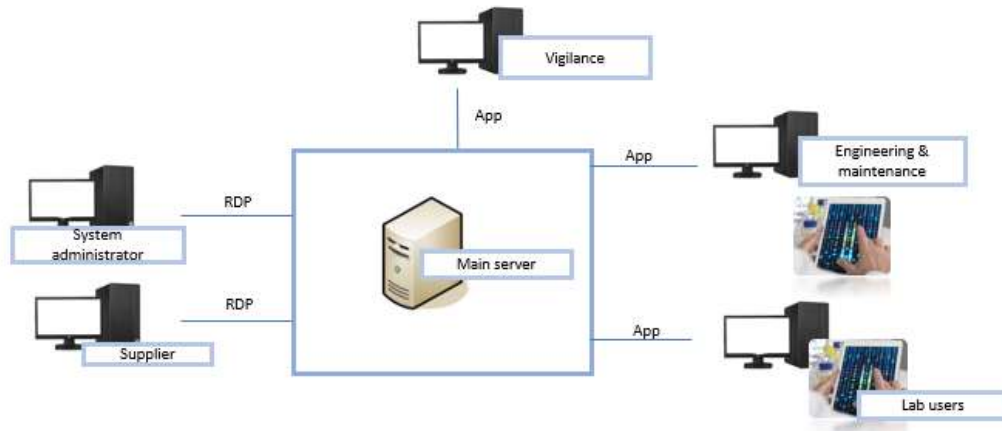 Vigilance
App
App
Engineering &
maintenance
RDP
System
administrator
Main server
RDP
Supplier
App
Lab users